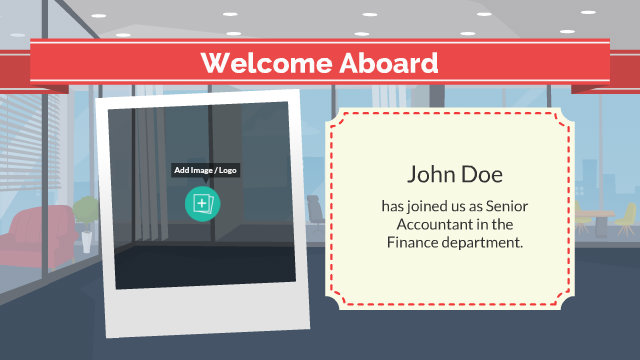 Welcome Aboard
Add Image / Logo
John Doe
has joined us as Senior
Accountant in the
Finance department.